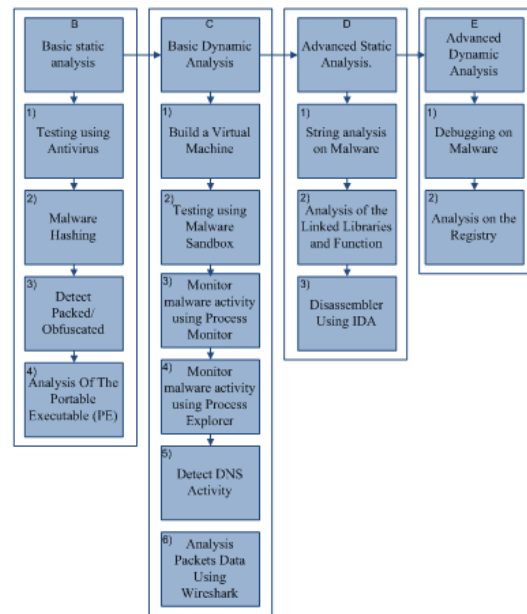 B
Basic static
analysis
1)
Testing using
Antivirus
2)
Malware
Hashing
3)
Detect
Packed/
Obfuscated
4)
Analysis Of The
Portable
Executable (PE)
C
Basic Dynamic
Analysis
1)
Build a Virtual
Machine
2)
Testing using
Malware
Sandbox
3)
Monitor
malware activity
using Process
Monitor
4)
Monitor
malware activity
using Process
Explorer
5)
Detect DNS
Activity
6)
Analysis
Packets Data
Using
Wireshark
D
Advanced Static
Analysis.
1)
String analysis
on Malware
2)
Analysis of the
Linked Libraries
and Function
3)
Disassembler
Using IDA
E
Advanced
Dynamic
Analysis
1)
Debugging on
Malware
2)
Analysis on the
Registry